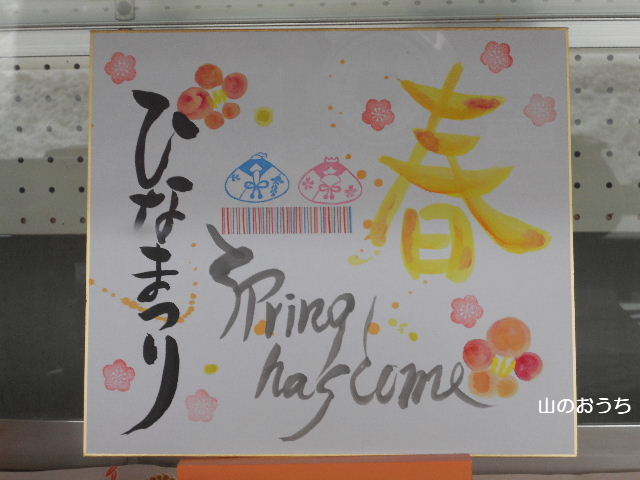 春
ひなまつり
Spring
has come
山のおうち